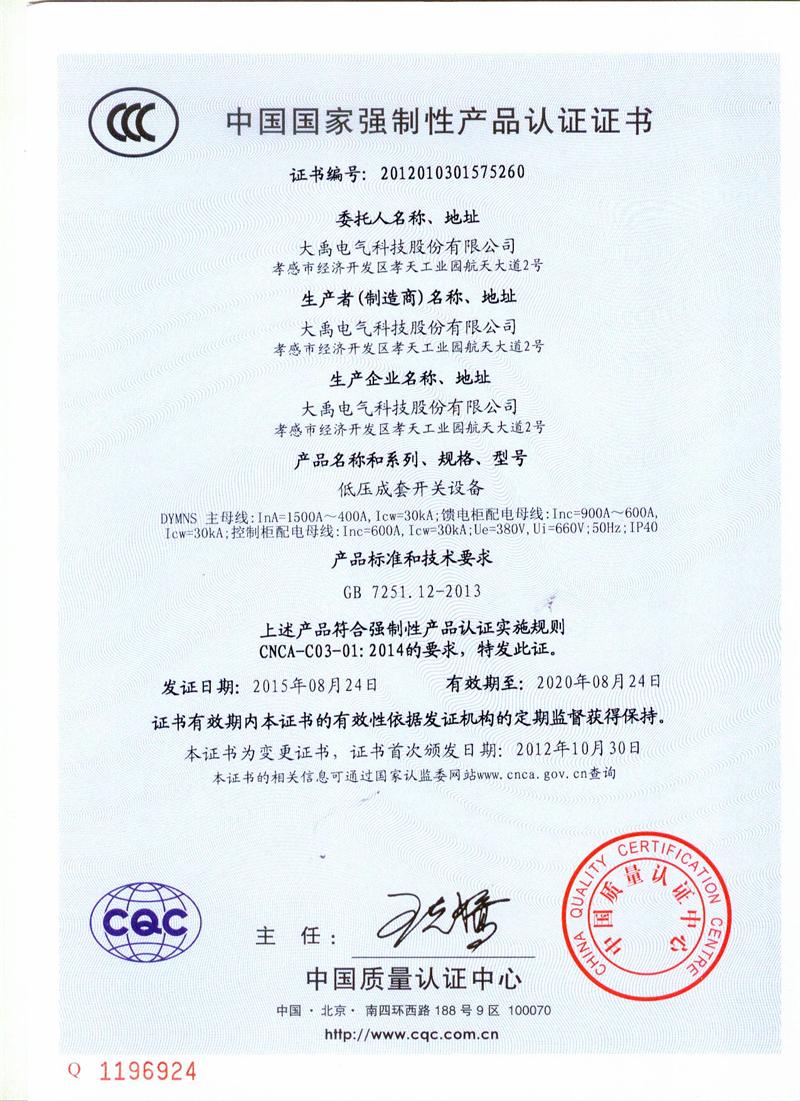 CCC
中国国家强制性产品认证证书
证书编号: 2012010301575260
委托人名称、地址
大禹电气科技股份有限公司
孝感市经济开发区孝天工业园航天大道2号
生产者(制造商)名称、地址
大禹电气科技股份有限公司
孝感市经济开发区孝天工业园航天大道2号
生产企业名称、地址
大禹电气科技股份有限公司
孝感市经济开发区孝天工业园航天大道2号
产品名称和系列、规格、型号
低压成套开关设备
DYMNS 主母线:InA=1500A～400A,Icw=30kA;馈电柜配电母线:Inc=900A～600A,
Icw=30kA;控制柜配电母线:Inc=600A,Icw=30kA;Ue=380V,Ui=660V;50Hz;IP40
产品标准和技术要求
GB 7251.12-2013
上述产品符合强制性产品认证实施规则
CNCA-C03-01:2014的要求，特发此证。
发证日期: 2015年08月24日 有效期至: 2020年08月24日
证书有效期内本证书的有效性依据发证机构的定期监督获得保持。
本证书为变更证书，证书首次颁发日期: 2012年10月30日
本证书的相关信息可通过国家认监委网站www.cnca.gov.cn查询
CQC
主 任:
CHINA QUALITY CERTIFICATION CENTRE
中国质量认证中心
中国质量认证中心
中国·北京·南四环西路 188 号 9 区 100070
http://www.cqc.com.cn
Q 1196924